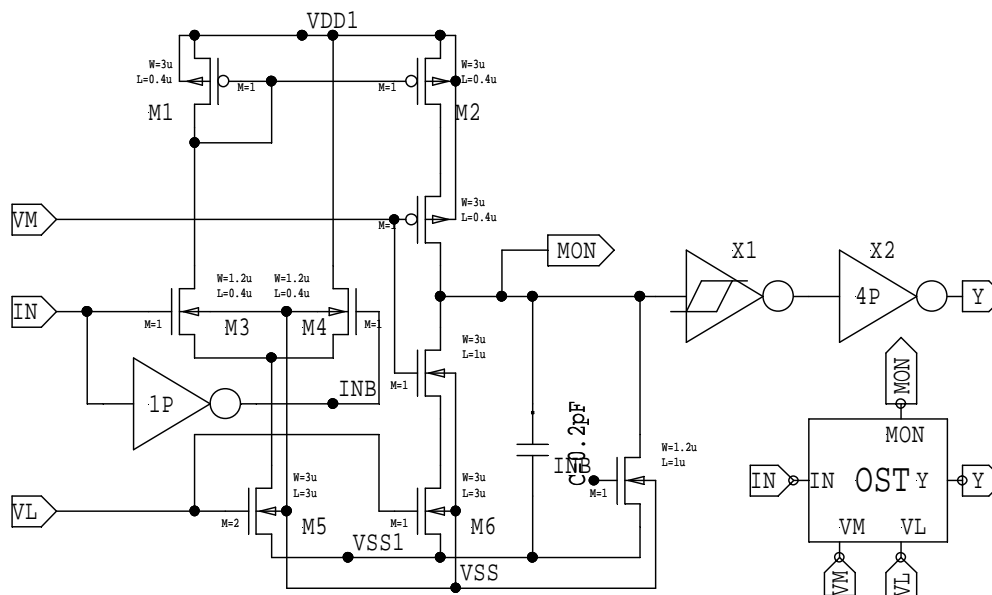 VDD1
W=3u
L=0.4u
M=1
M1
W=3u
L=0.4u
M=1
M2
VM
W=3u
L=0.4u
M=1
MON
X1
X2
IN
W=1.2u
L=0.4u
M=1
M3
W=1.2u
L=0.4u
M=1
M4
4P
Y
W=3u
L=1u
M=1
1P
INB
MON
C=0.2pF
MON
INB
W=1.2u
L=1u
M=1
IN
IN
OST
Y
Y
VL
W=3u
L=3u
M=2
M5
W=3u
L=3u
M=1
M6
VM
VL
VSS1
VSS
VM
VL